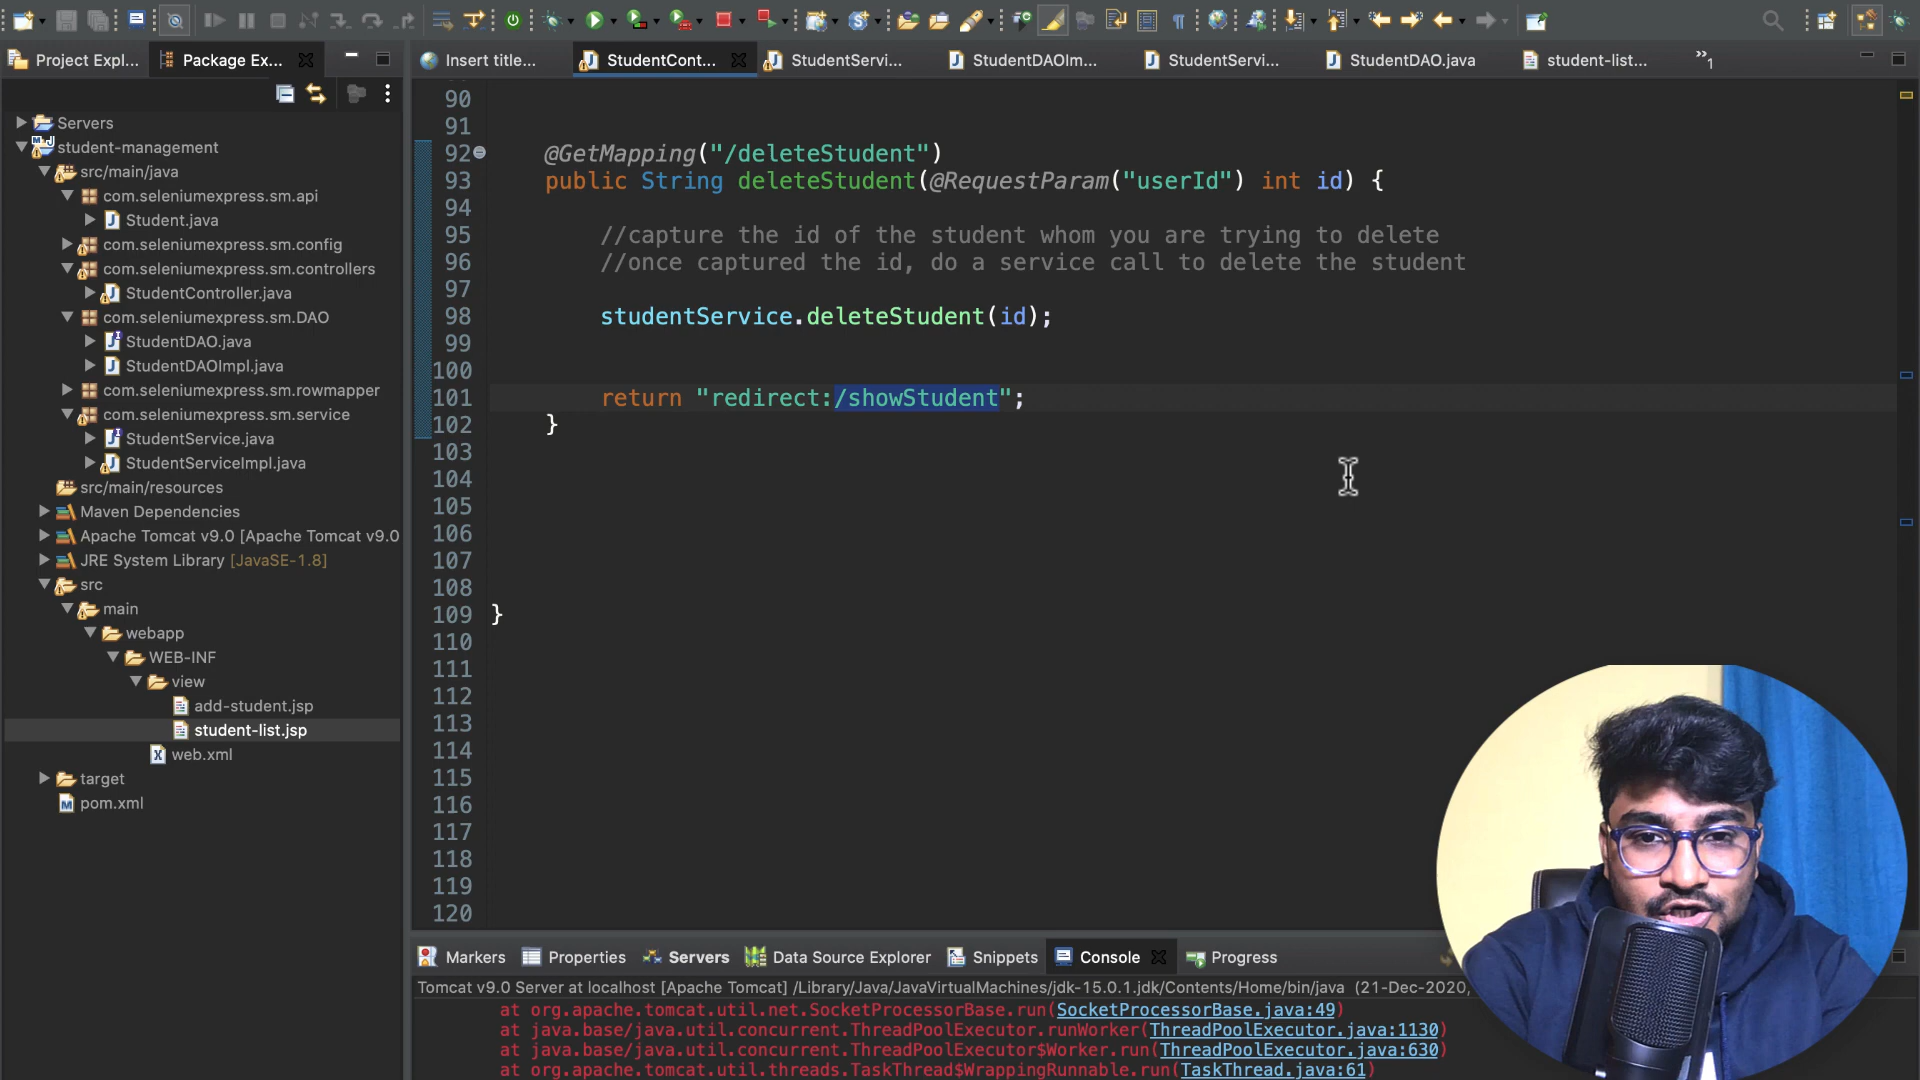 Project Expl...
Package Ex...
Insert title...
StudentCont...
StudentServi...
StudentDAOIm...
StudentServi...
StudentDAO.java
student-list...
»1
Servers
student-management
src/main/java
com.seleniumexpress.sm.api
Student.java
com.seleniumexpress.sm.config
com.seleniumexpress.sm.controllers
StudentController.java
com.seleniumexpress.sm.DAO
StudentDAO.java
StudentDAOImpl.java
com.seleniumexpress.sm.rowmapper
com.seleniumexpress.sm.service
StudentService.java
StudentServiceImpl.java
src/main/resources
Maven Dependencies
Apache Tomcat v9.0 [Apache Tomcat v9.0
JRE System Library [JavaSE-1.8]
src
main
webapp
WEB-INF
view
add-student.jsp
student-list.jsp
web.xml
target
pom.xml
90
91
92 @GetMapping("/deleteStudent")
93 public String deleteStudent(@RequestParam("userId") int id) {
94
95 //capture the id of the student whom you are trying to delete
96 //once captured the id, do a service call to delete the student
97
98 studentService.deleteStudent(id);
99
100
101 return "redirect:/showStudent";
102 }
103
104
105
106
107
108
109 }
110
111
112
113
114
115
116
117
118
119
120
Markers
Properties
Servers
Data Source Explorer
Snippets
Console
Progress
Tomcat v9.0 Server at localhost [Apache Tomcat] /Library/Java/JavaVirtualMachines/jdk-15.0.1.jdk/Contents/Home/bin/java (21-Dec-2020,
at org.apache.tomcat.util.net.SocketProcessorBase.run(SocketProcessorBase.java:49)
at java.base/java.util.concurrent.ThreadPoolExecutor.runWorker(ThreadPoolExecutor.java:1130)
at java.base/java.util.concurrent.ThreadPoolExecutor$Worker.run(ThreadPoolExecutor.java:630)
at org.apache.tomcat.util.threads.TaskThread$WrappingRunnable.run(TaskThread.java:61)